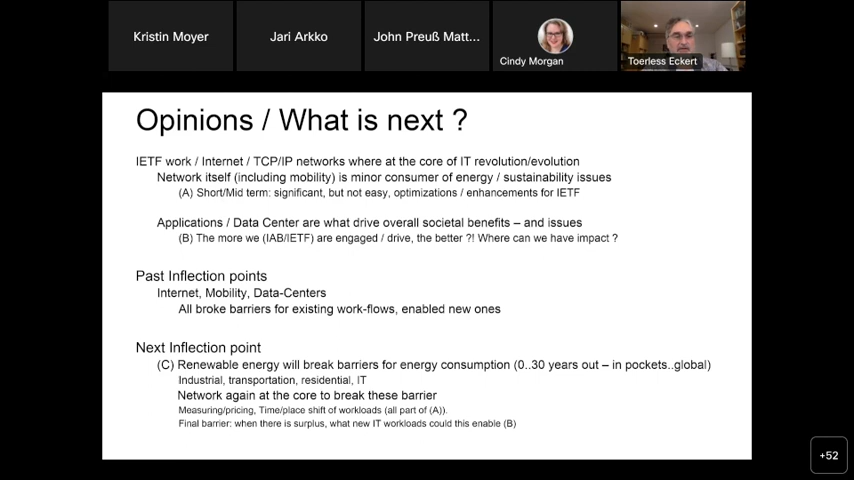 Kristin Moyer
Jari Arkko
John Preuß Matt...
Cindy Morgan
Toerless Eckert
Opinions / What is next ?
IETF work / Internet / TCP/IP networks where at the core of IT revolution/evolution
Network itself (including mobility) is minor consumer of energy / sustainability issues
(A) Short/Mid term: significant, but not easy, optimizations / enhancements for IETF
Applications / Data Center are what drive overall societal benefits – and issues
(B) The more we (IAB/IETF) are engaged / drive, the better ?! Where can we have impact ?
Past Inflection points
Internet, Mobility, Data-Centers
All broke barriers for existing work-flows, enabled new ones
Next Inflection point
(C) Renewable energy will break barriers for energy consumption (0..30 years out – in pockets..global)
Industrial, transportation, residential, IT
Network again at the core to break these barrier
Measuring/pricing, Time/place shift of workloads (all part of (A)).
Final barrier: when there is surplus, what new IT workloads could this enable (B)
+52